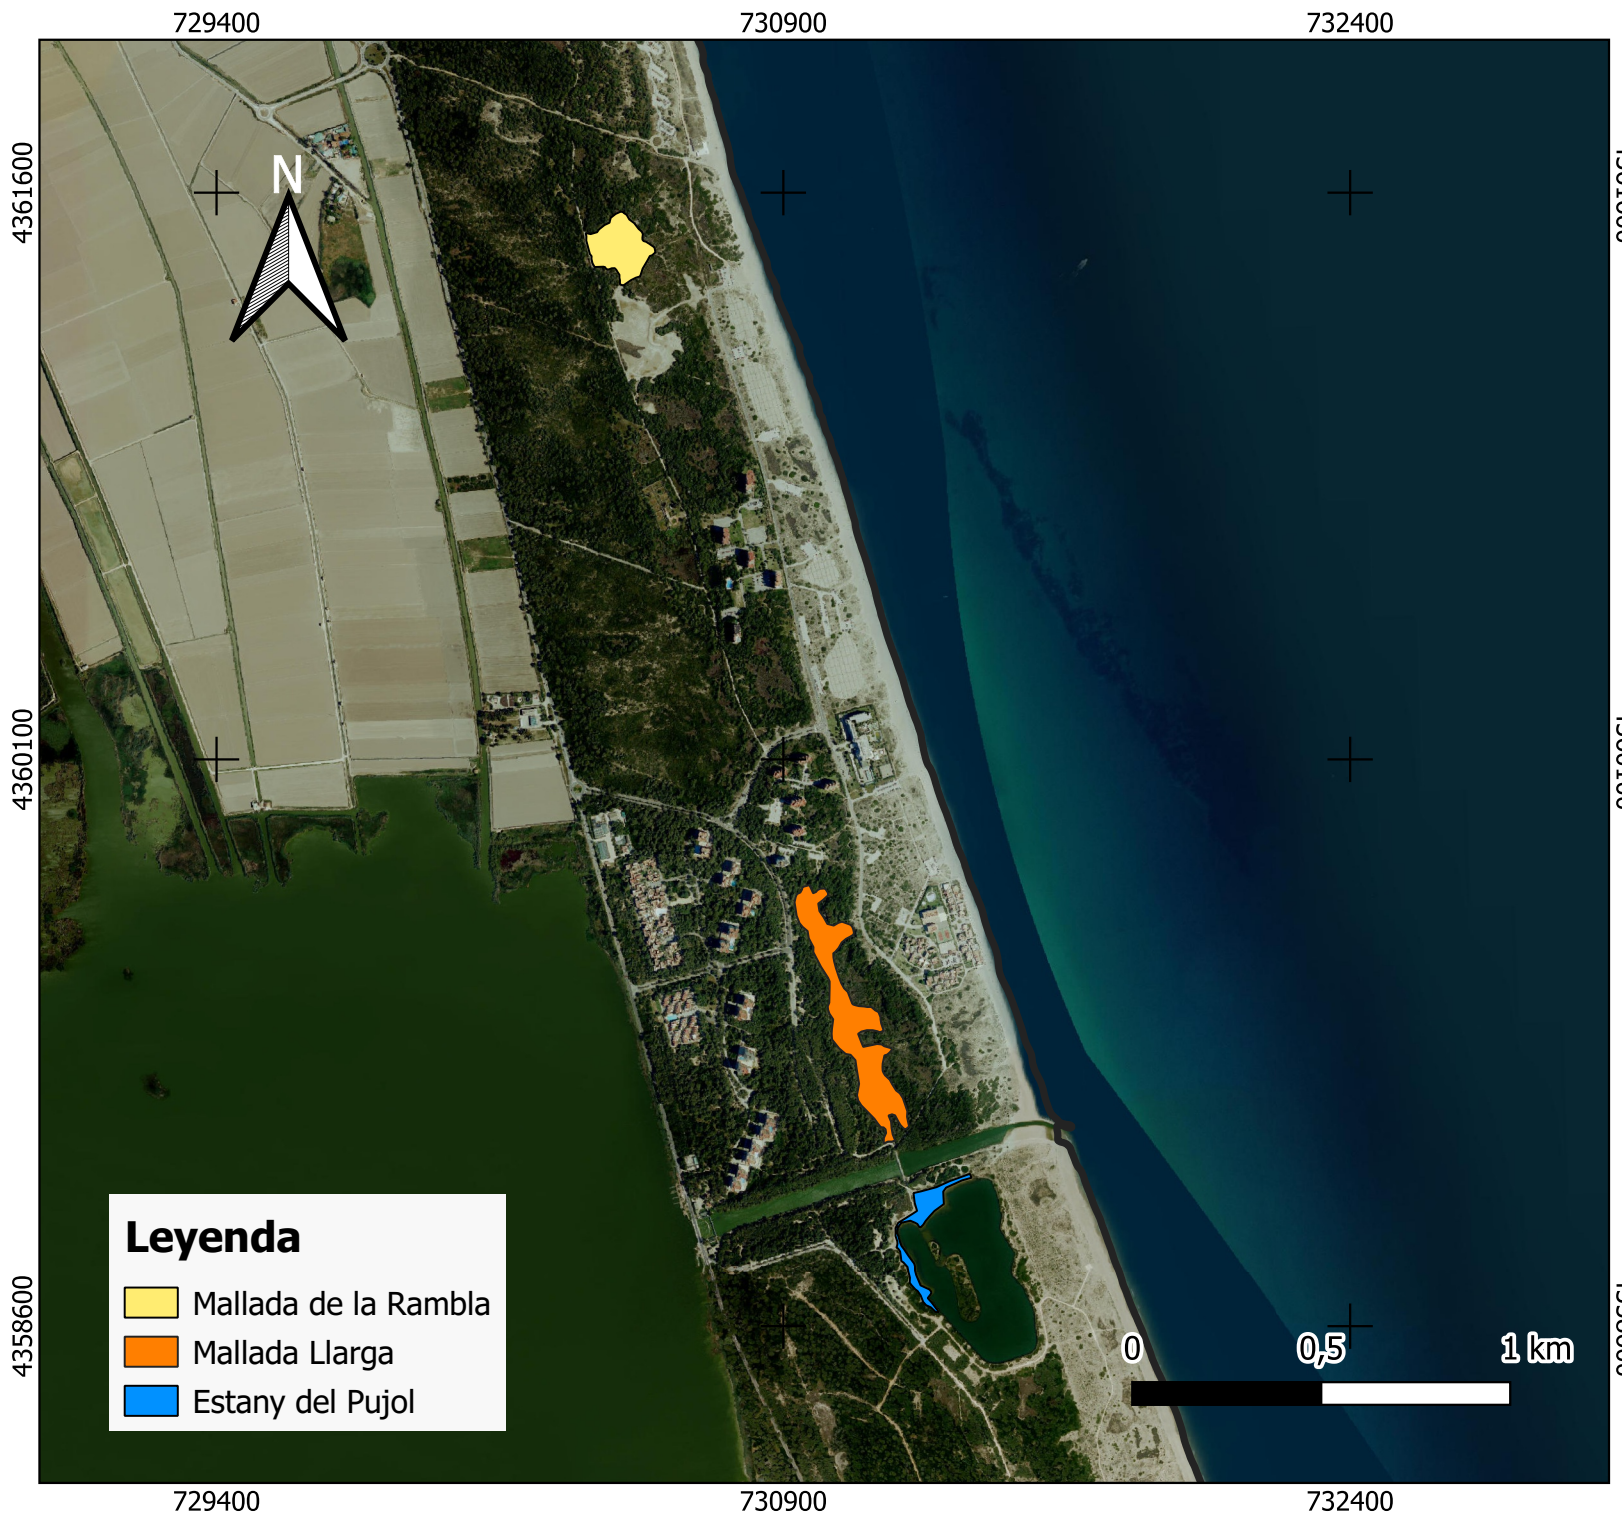 729400 730900 732400
4361600
N
4360100
Leyenda
Mallada de la Rambla
Mallada Llarga
Estany del Pujol
4358600
0 0,5 1 km
729400 730900 732400